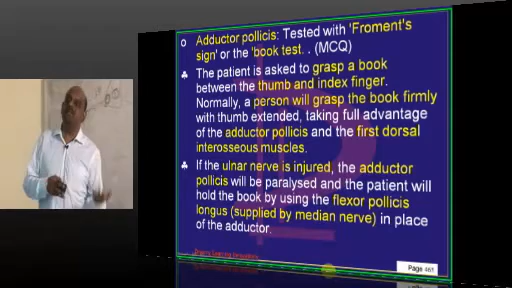 Adductor pollicis: Tested with 'Froment's
sign' or the 'book test. . (MCQ)
The patient is asked to grasp a book
between the thumb and index finger.
Normally, a person will grasp the book firmly
with thumb extended, taking full advantage
of the adductor pollicis and the first dorsal
interosseous muscles.
If the ulnar nerve is injured, the adductor
pollicis will be paralysed and the patient will
hold the book by using the flexor pollicis
longus (supplied by median nerve) in place
of the adductor.
Page 461